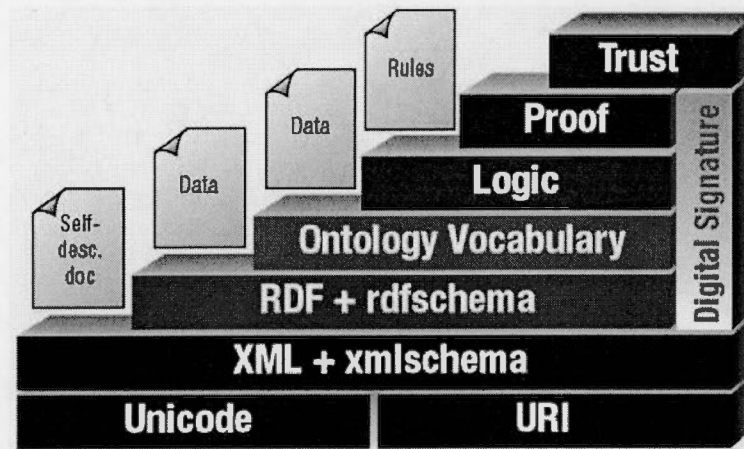 Rules
Trust
Data
Proof
Data
Logic
Self-
desc.
doc
Ontology Vocabulary
Digital Signature
RDF + rdfschema
XML + xmlschema
Unicode
URI